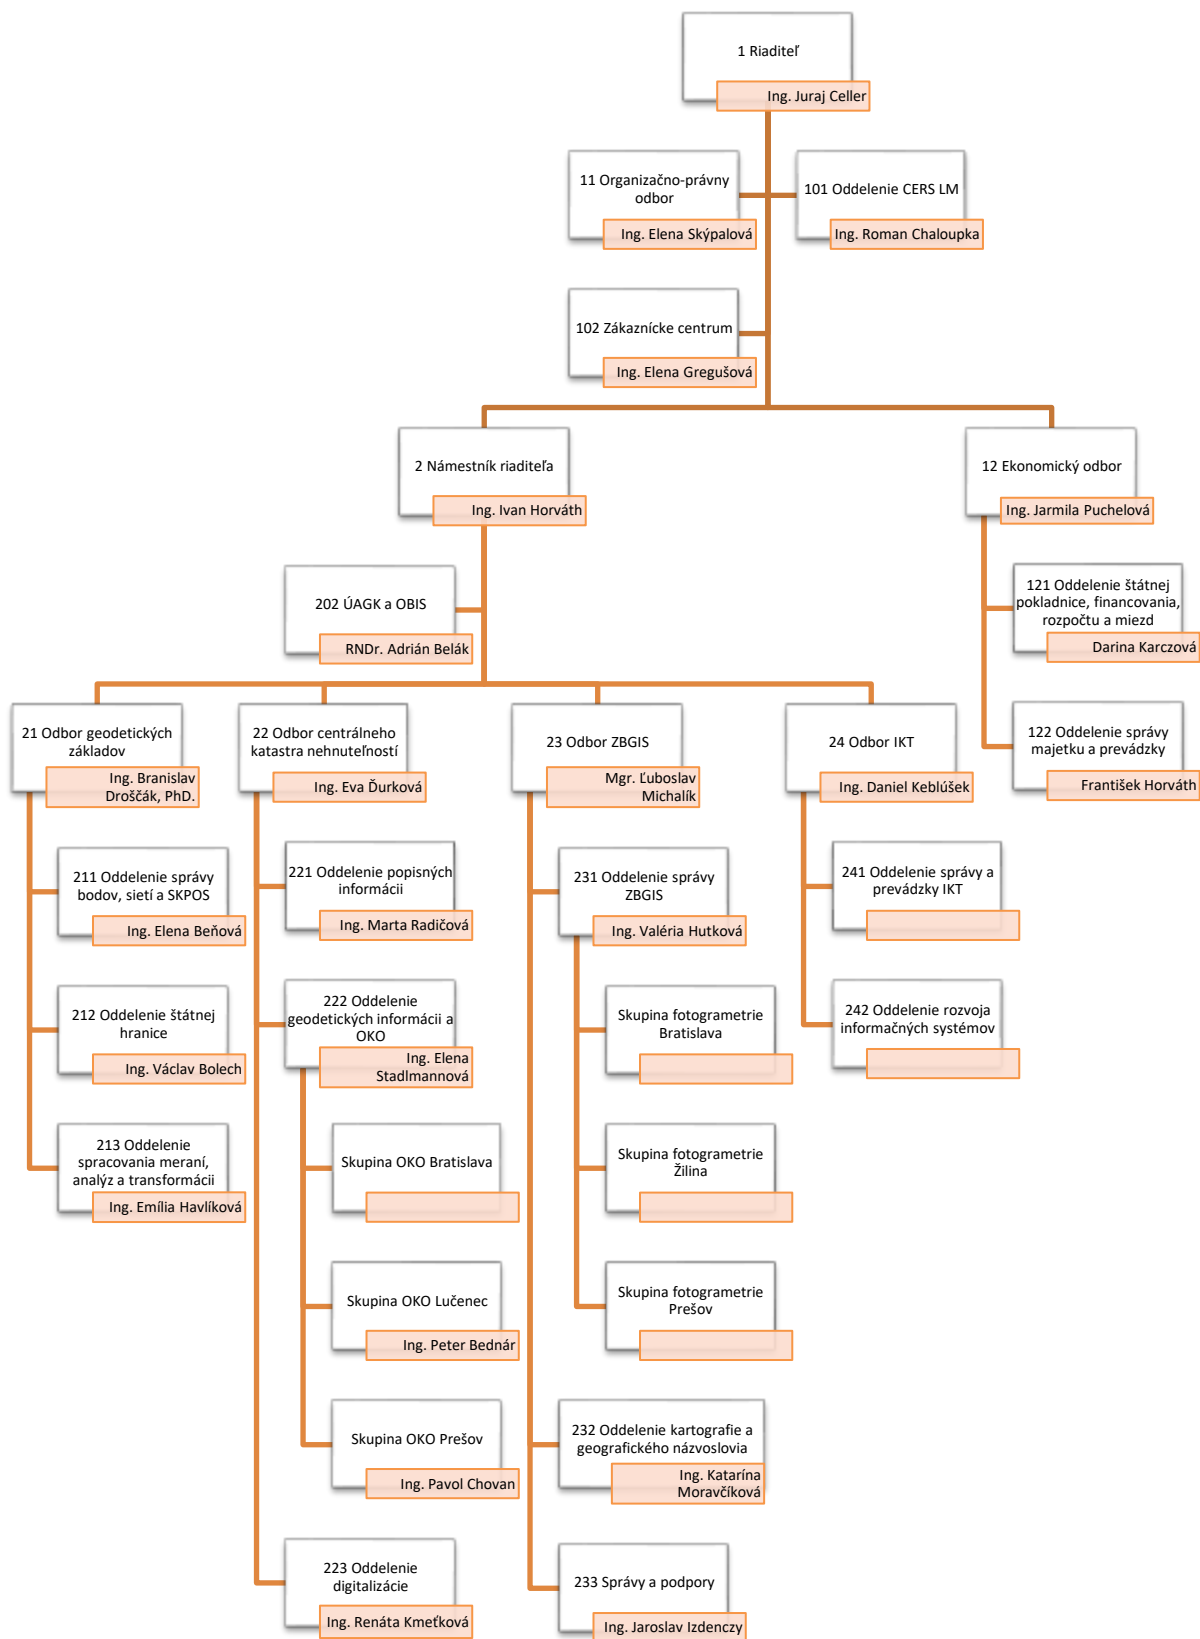 1 Riaditeľ
Ing. Juraj Celler
11 Organizačno-právny
odbor
Ing. Elena Skýpalová
101 Oddelenie CERS LM
Ing. Roman Chaloupka
102 Zákaznícke centrum
Ing. Elena Gregušová
2 Námestník riaditeľa
Ing. Ivan Horváth
12 Ekonomický odbor
Ing. Jarmila Puchelová
202 ÚAGK a OBIS
RNDr. Adrián Belák
121 Oddelenie štátnej
pokladnice, financovania,
rozpočtu a miezd
Darina Karczová
122 Oddelenie správy
majetku a prevádzky
František Horváth
21 Odbor geodetických
základov
Ing. Branislav
Droščák, PhD.
211 Oddelenie správy
bodov, sietí a SKPOS
Ing. Elena Beňová
212 Oddelenie štátnej
hranice
Ing. Václav Bolech
213 Oddelenie
spracovania meraní,
analýz a transformácii
Ing. Emília Havlíková
22 Odbor centrálneho
katastra nehnuteľností
Ing. Eva Ďurková
221 Oddelenie popisných
informácii
Ing. Marta Radičová
222 Oddelenie
geodetických informácii a
OKO
Ing. Elena
Stadlmannová
Skupina OKO Bratislava
Skupina OKO Lučenec
Ing. Peter Bednár
Skupina OKO Prešov
Ing. Pavol Chovan
223 Oddelenie
digitalizácie
Ing. Renáta Kmeťková
23 Odbor ZBGIS
Mgr. Ľuboslav
Michalík
231 Oddelenie správy
ZBGIS
Ing. Valéria Hutková
Skupina fotogrametrie
Bratislava
Skupina fotogrametrie
Žilina
Skupina fotogrametrie
Prešov
232 Oddelenie kartografie a
geografického názvoslovia
Ing. Katarína
Moravčíková
233 Správy a podpory
Ing. Jaroslav Izdenczy
24 Odbor IKT
Ing. Daniel Keblúšek
241 Oddelenie správy a
prevádzky IKT
242 Oddelenie rozvoja
informačných systémov